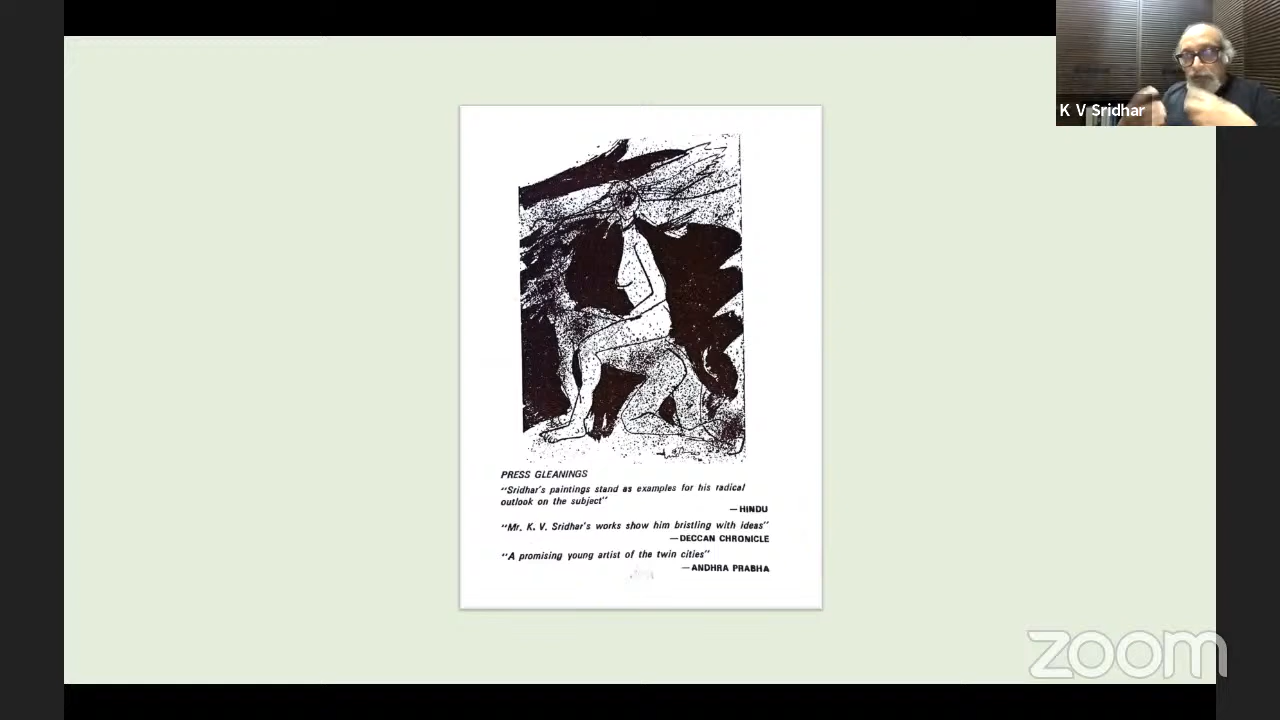 K V Sridhar
PRESS GLEANINGS
"Sridhar's paintings stand as examples for his radical
outlook on the subject"
—HINDU
"Mr. K. V. Sridhar's works show him bristling with ideas"
—DECCAN CHRONICLE
"A promising young artist of the twin cities"
—ANDHRA PRABHA
zoom